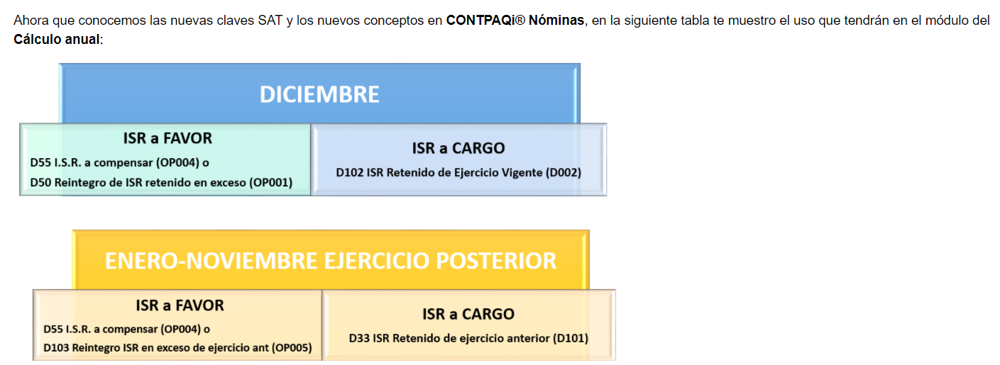 Ahora que conocemos las nuevas claves SAT y los nuevos conceptos en CONTPAQi® Nóminas, en la siguiente tabla te muestro el uso que tendrán en el módulo del
Cálculo anual:
DICIEMBRE
ISR a FAVOR
D55 I.S.R. a compensar (OP004) o
D50 Reintegro de ISR retenido en exceso (OP001)
ISR a CARGO
D102 ISR Retenido de Ejercicio Vigente (D002)
ENERO-NOVIEMBRE EJERCICIO POSTERIOR
ISR a FAVOR
D55 I.S.R. a compensar (OP004) o
D103 Reintegro ISR en exceso de ejercicio ant (OP005)
ISR a CARGO
D33 ISR Retenido de ejercicio anterior (D101)